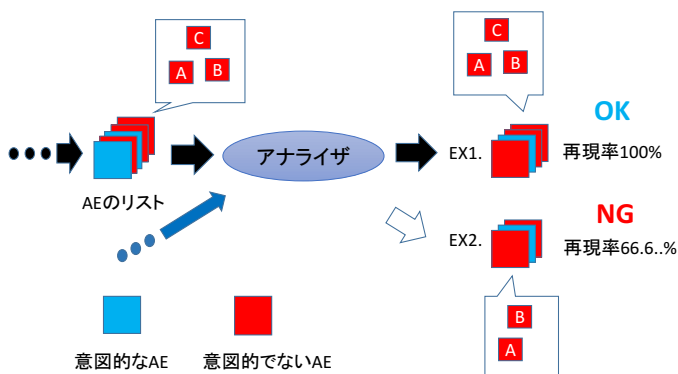 C
A
B
AEのリスト
アナライザ
C
A
B
EX1.
OK
再現率100%
EX2.
NG
再現率66.6..%
B
A
意図的なAE
意図的でないAE